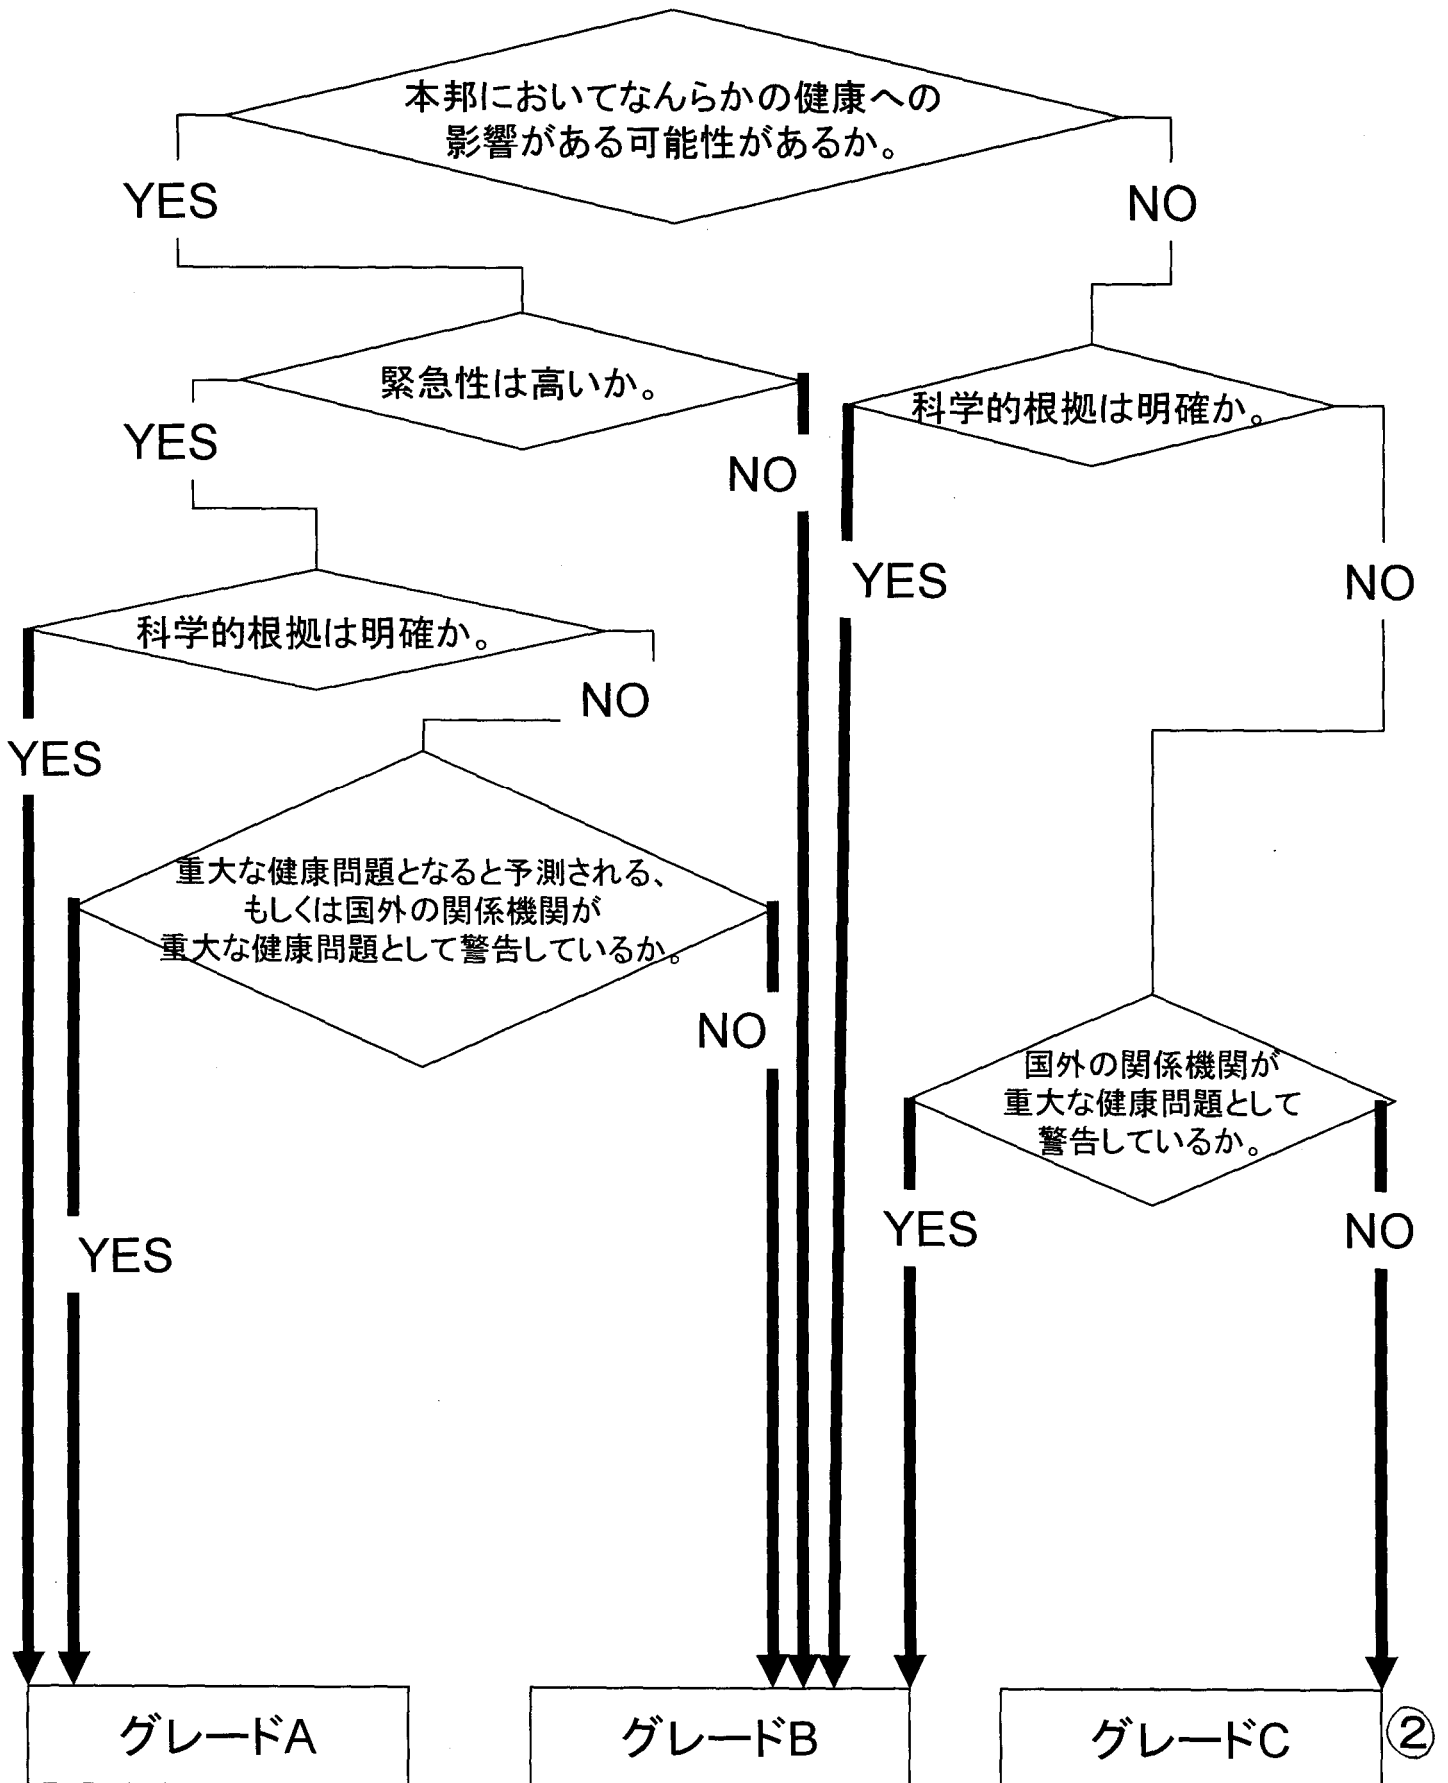 本邦においてなんらかの健康への
影響がある可能性があるか。
YES
NO
緊急性は高いか。
科学的根拠は明確か。
YES
NO
YES
NO
科学的根拠は明確か。
NO
YES
重大な健康問題となると予測される、
もしくは国外の関係機関が
重大な健康問題として警告しているか。
NO
YES
国外の関係機関が
重大な健康問題として
警告しているか。
YES
NO
グレードA
グレードB
グレードC
②